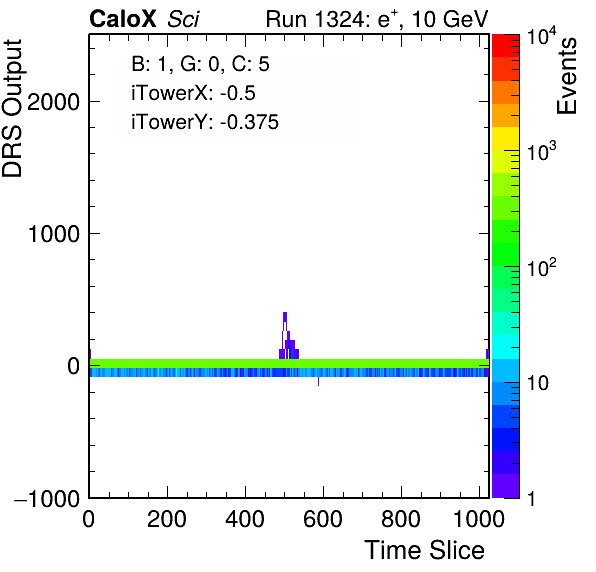 CaloX Sci Run 1324: e+, 10 GeV
B: 1, G: 0, C: 5
iTowerX: -0.5
iTowerY: -0.375
DRS Output
2000
1000
0
−1000
0 200 400 600 800 1000
Time Slice
Events
10^4
10^3
10^2
10
1